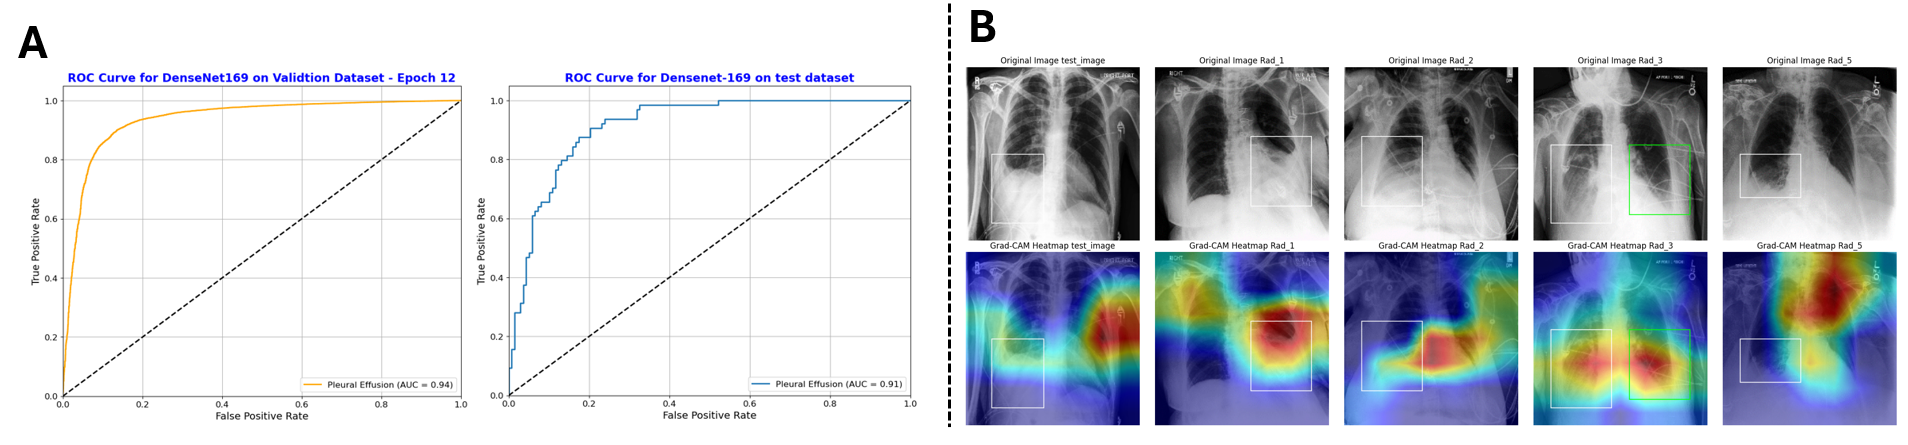 A
ROC Curve for DenseNet169 on Validtion Dataset - Epoch 12
True Positive Rate
1.0
0.8
0.6
0.4
0.2
0.0
0.0 0.2 0.4 0.6 0.8 1.0
False Positive Rate
Pleural Effusion (AUC = 0.94)
ROC Curve for Densenet-169 on test dataset
True Positive Rate
1.0
0.8
0.6
0.4
0.2
0.0
0.0 0.2 0.4 0.6 0.8 1.0
False Positive Rate
Pleural Effusion (AUC = 0.91)
B
Original Image test_image
Original Image Rad_1
Original Image Rad_2
Original Image Rad_3
Original Image Rad_5
Grad-CAM Heatmap test_image
Grad-CAM Heatmap Rad_1
Grad-CAM Heatmap Rad_2
Grad-CAM Heatmap Rad_3
Grad-CAM Heatmap Rad_5